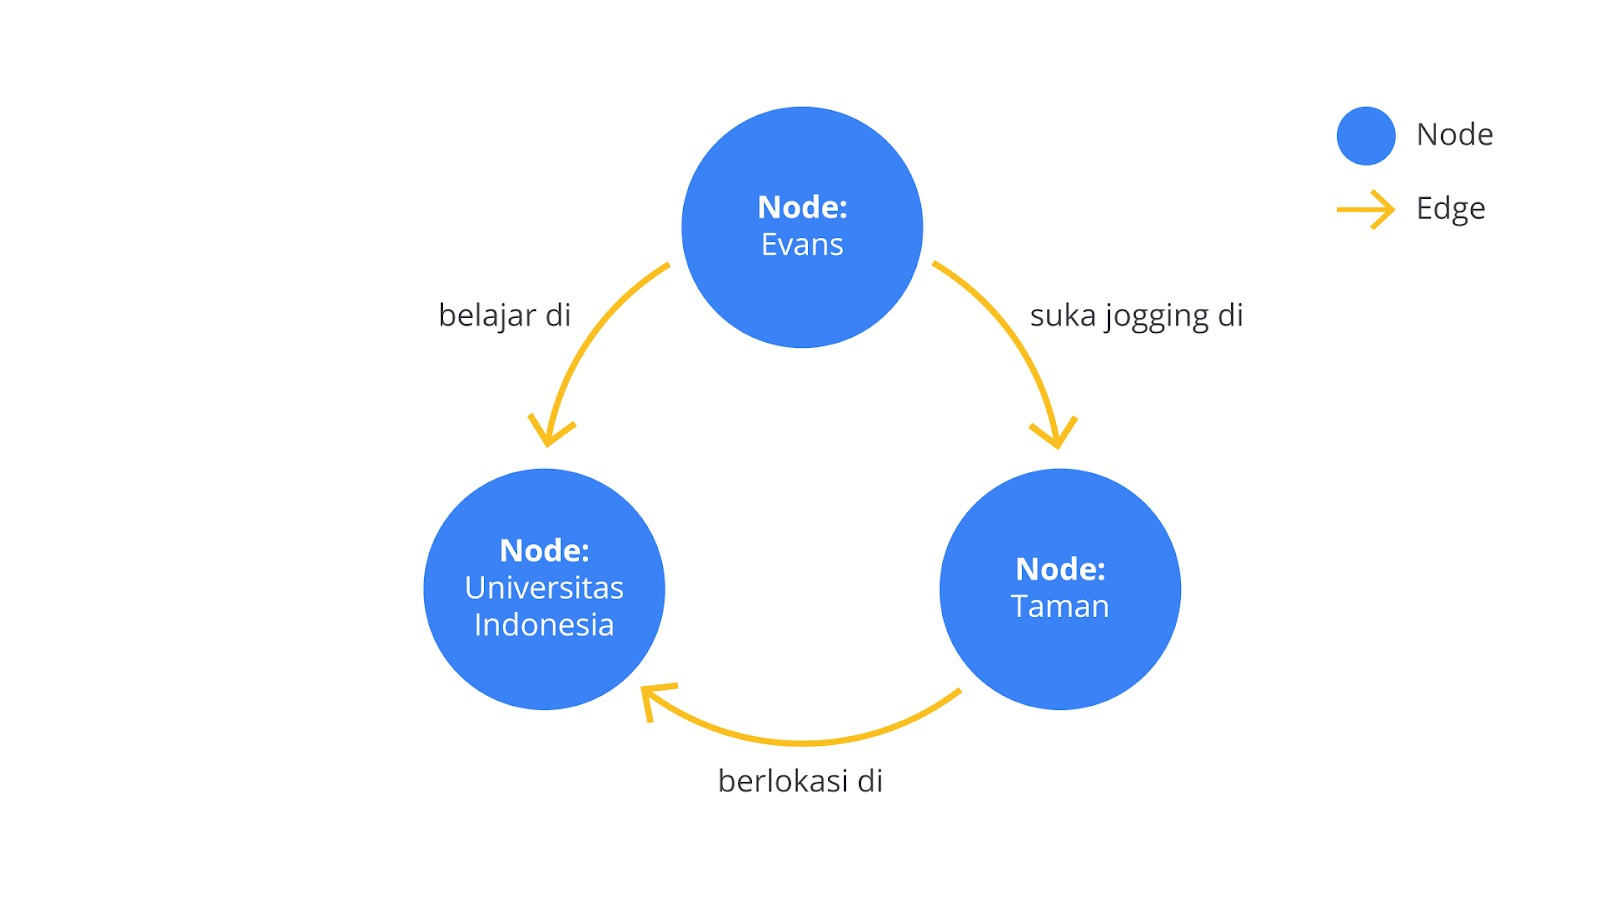 Node:
Evans
Node
Edge
belajar di
suka jogging di
Node:
Universitas
Indonesia
Node:
Taman
berlokasi di